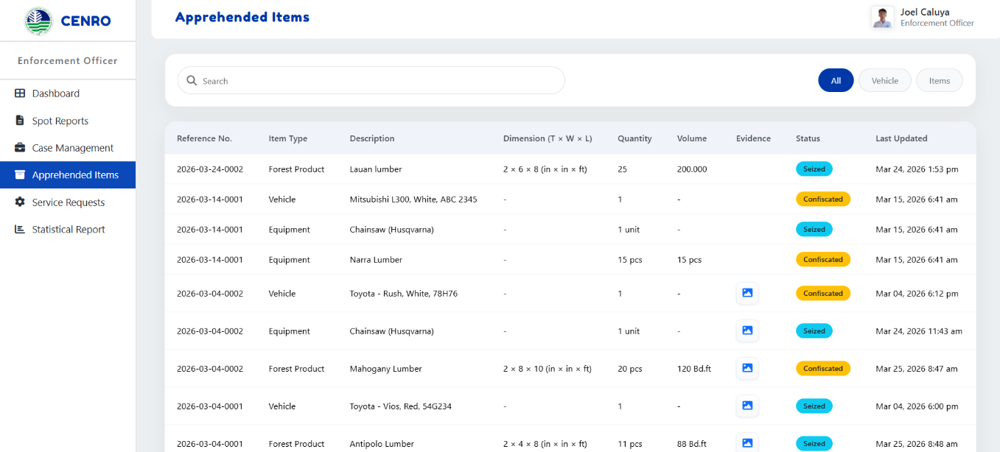 CENRO
Apprehended Items
Joel Caluya
Enforcement Officer
Enforcement Officer
Dashboard
Spot Reports
Case Management
Apprehended Items
Service Requests
Statistical Report
Search
All Vehicle Items
Reference No. Item Type Description Dimension (T × W × L) Quantity Volume Evidence Status Last Updated
2026-03-24-0002 Forest Product Lauan lumber 2 × 6 × 8 (in × in × ft) 25 200.000 Seized Mar 24, 2026 1:53 pm
2026-03-14-0001 Vehicle Mitsubishi L300, White, ABC 2345 - 1 - Confiscated Mar 15, 2026 6:41 am
2026-03-14-0001 Equipment Chainsaw (Husqvarna) - 1 unit - Seized Mar 15, 2026 6:41 am
2026-03-14-0001 Equipment Narra Lumber - 15 pcs 15 pcs Confiscated Mar 15, 2026 6:41 am
2026-03-04-0002 Vehicle Toyota - Rush, White, 78H76 - 1 - Confiscated Mar 04, 2026 6:12 pm
2026-03-04-0002 Equipment Chainsaw (Husqvarna) - 1 unit - Seized Mar 24, 2026 11:43 am
2026-03-04-0002 Forest Product Mahogany Lumber 2 × 8 × 10 (in × in × ft) 20 pcs 120 Bd.ft Confiscated Mar 25, 2026 8:47 am
2026-03-04-0001 Vehicle Toyota - Vios, Red, 54G234 - 1 - Seized Mar 04, 2026 6:00 pm
2026-03-04-0001 Forest Product Antipolo Lumber 2 × 4 × 8 (in × in × ft) 11 pcs 88 Bd.ft Seized Mar 25, 2026 8:48 am